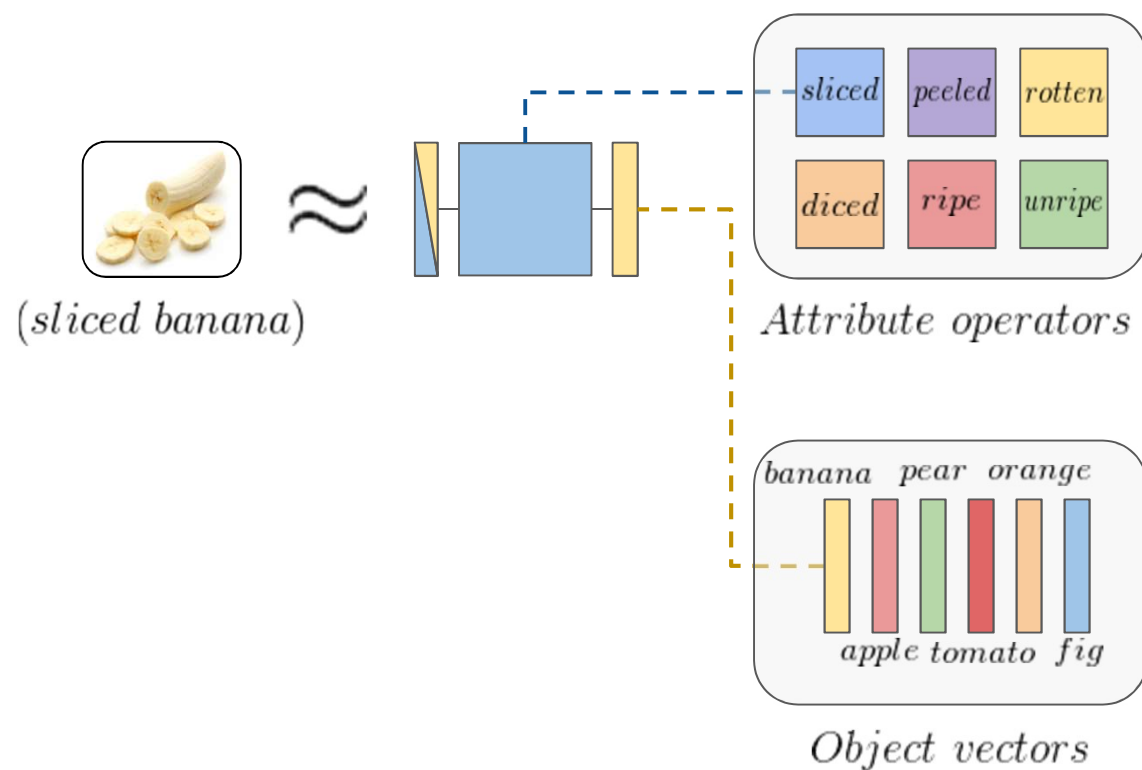 sliced peeled rotten
diced ripe unripe
≈
(sliced banana)
Attribute operators
banana pear orange
apple tomato fig
Object vectors